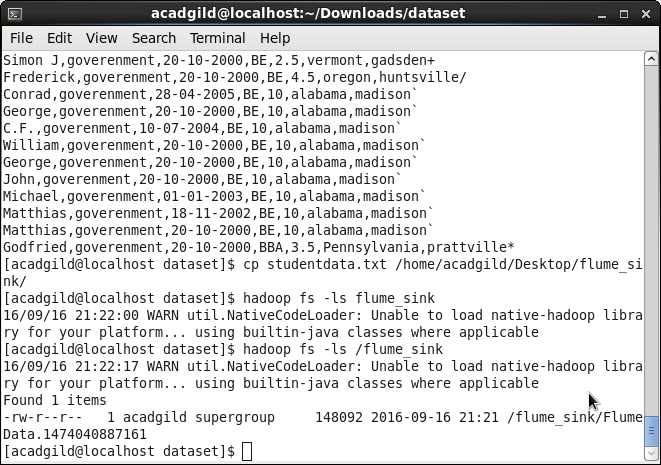 acadgild@localhost:~/Downloads/dataset
File Edit View Search Terminal Help
Simon J,goverenment,20-10-2000,BE,2.5,vermont,gadsden+
Frederick,goverenment,20-10-2000,BE,4.5,oregon,huntsville/
Conrad,goverenment,28-04-2005,BE,10,alabama,madison`
George,goverenment,20-10-2000,BE,10,alabama,madison`
C.F.,goverenment,10-07-2004,BE,10,alabama,madison`
William,goverenment,20-10-2000,BE,10,alabama,madison`
George,goverenment,20-10-2000,BE,10,alabama,madison`
John,goverenment,20-10-2000,BE,10,alabama,madison`
Michael,goverenment,01-01-2003,BE,10,alabama,madison`
Matthias,goverenment,18-11-2002,BE,10,alabama,madison`
Matthias,goverenment,20-10-2000,BE,10,alabama,madison`
Godfried,goverenment,20-10-2000,BBA,3.5,Pennsylvania,prattville*
[acadgild@localhost dataset]$ cp studentdata.txt /home/acadgild/Desktop/flume_si
nk/
[acadgild@localhost dataset]$ hadoop fs -ls flume_sink
16/09/16 21:22:00 WARN util.NativeCodeLoader: Unable to load native-hadoop libra
ry for your platform... using builtin-java classes where applicable
[acadgild@localhost dataset]$ hadoop fs -ls /flume_sink
16/09/16 21:22:17 WARN util.NativeCodeLoader: Unable to load native-hadoop libra
ry for your platform... using builtin-java classes where applicable
Found 1 items
-rw-r--r--   1 acadgild supergroup     148092 2016-09-16 21:21 /flume_sink/Flume
Data.1474040887161
[acadgild@localhost dataset]$